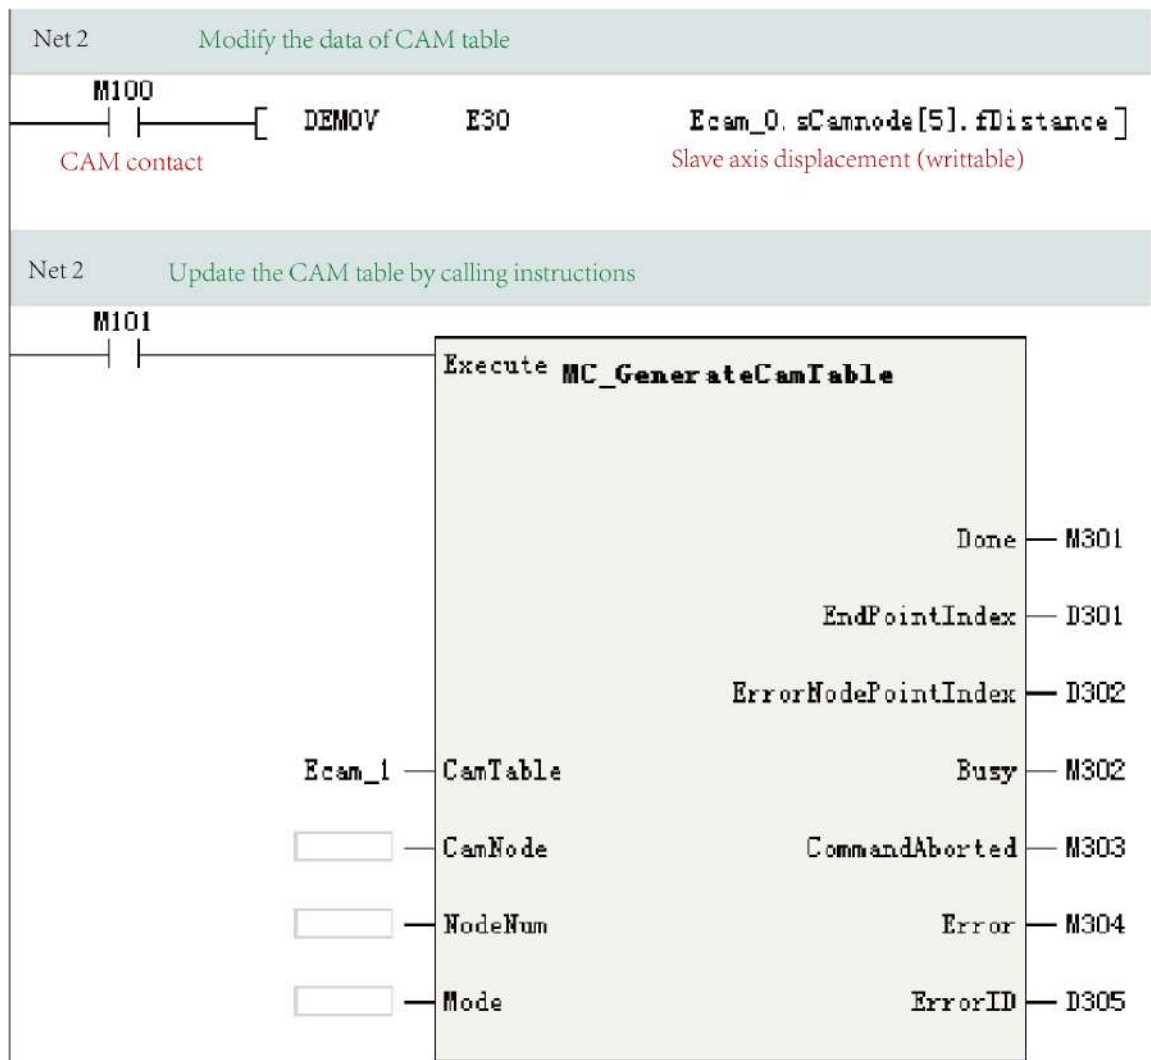 Net 2 Modify the data of CAM table
M100
DEMOV E30 Ecam_0.sCamnode[5].fDistance
CAM contact Slave axis displacement (writtable)
Net 2 Update the CAM table by calling instructions
M101
Execute MC_GenerateCamTable
Done M301
EndPointIndex D301
ErrorNodePointIndex D302
Ecam_1 CamTable Busy M302
CamNode CommandAborted M303
NodeNum Error M304
Mode ErrorID D305